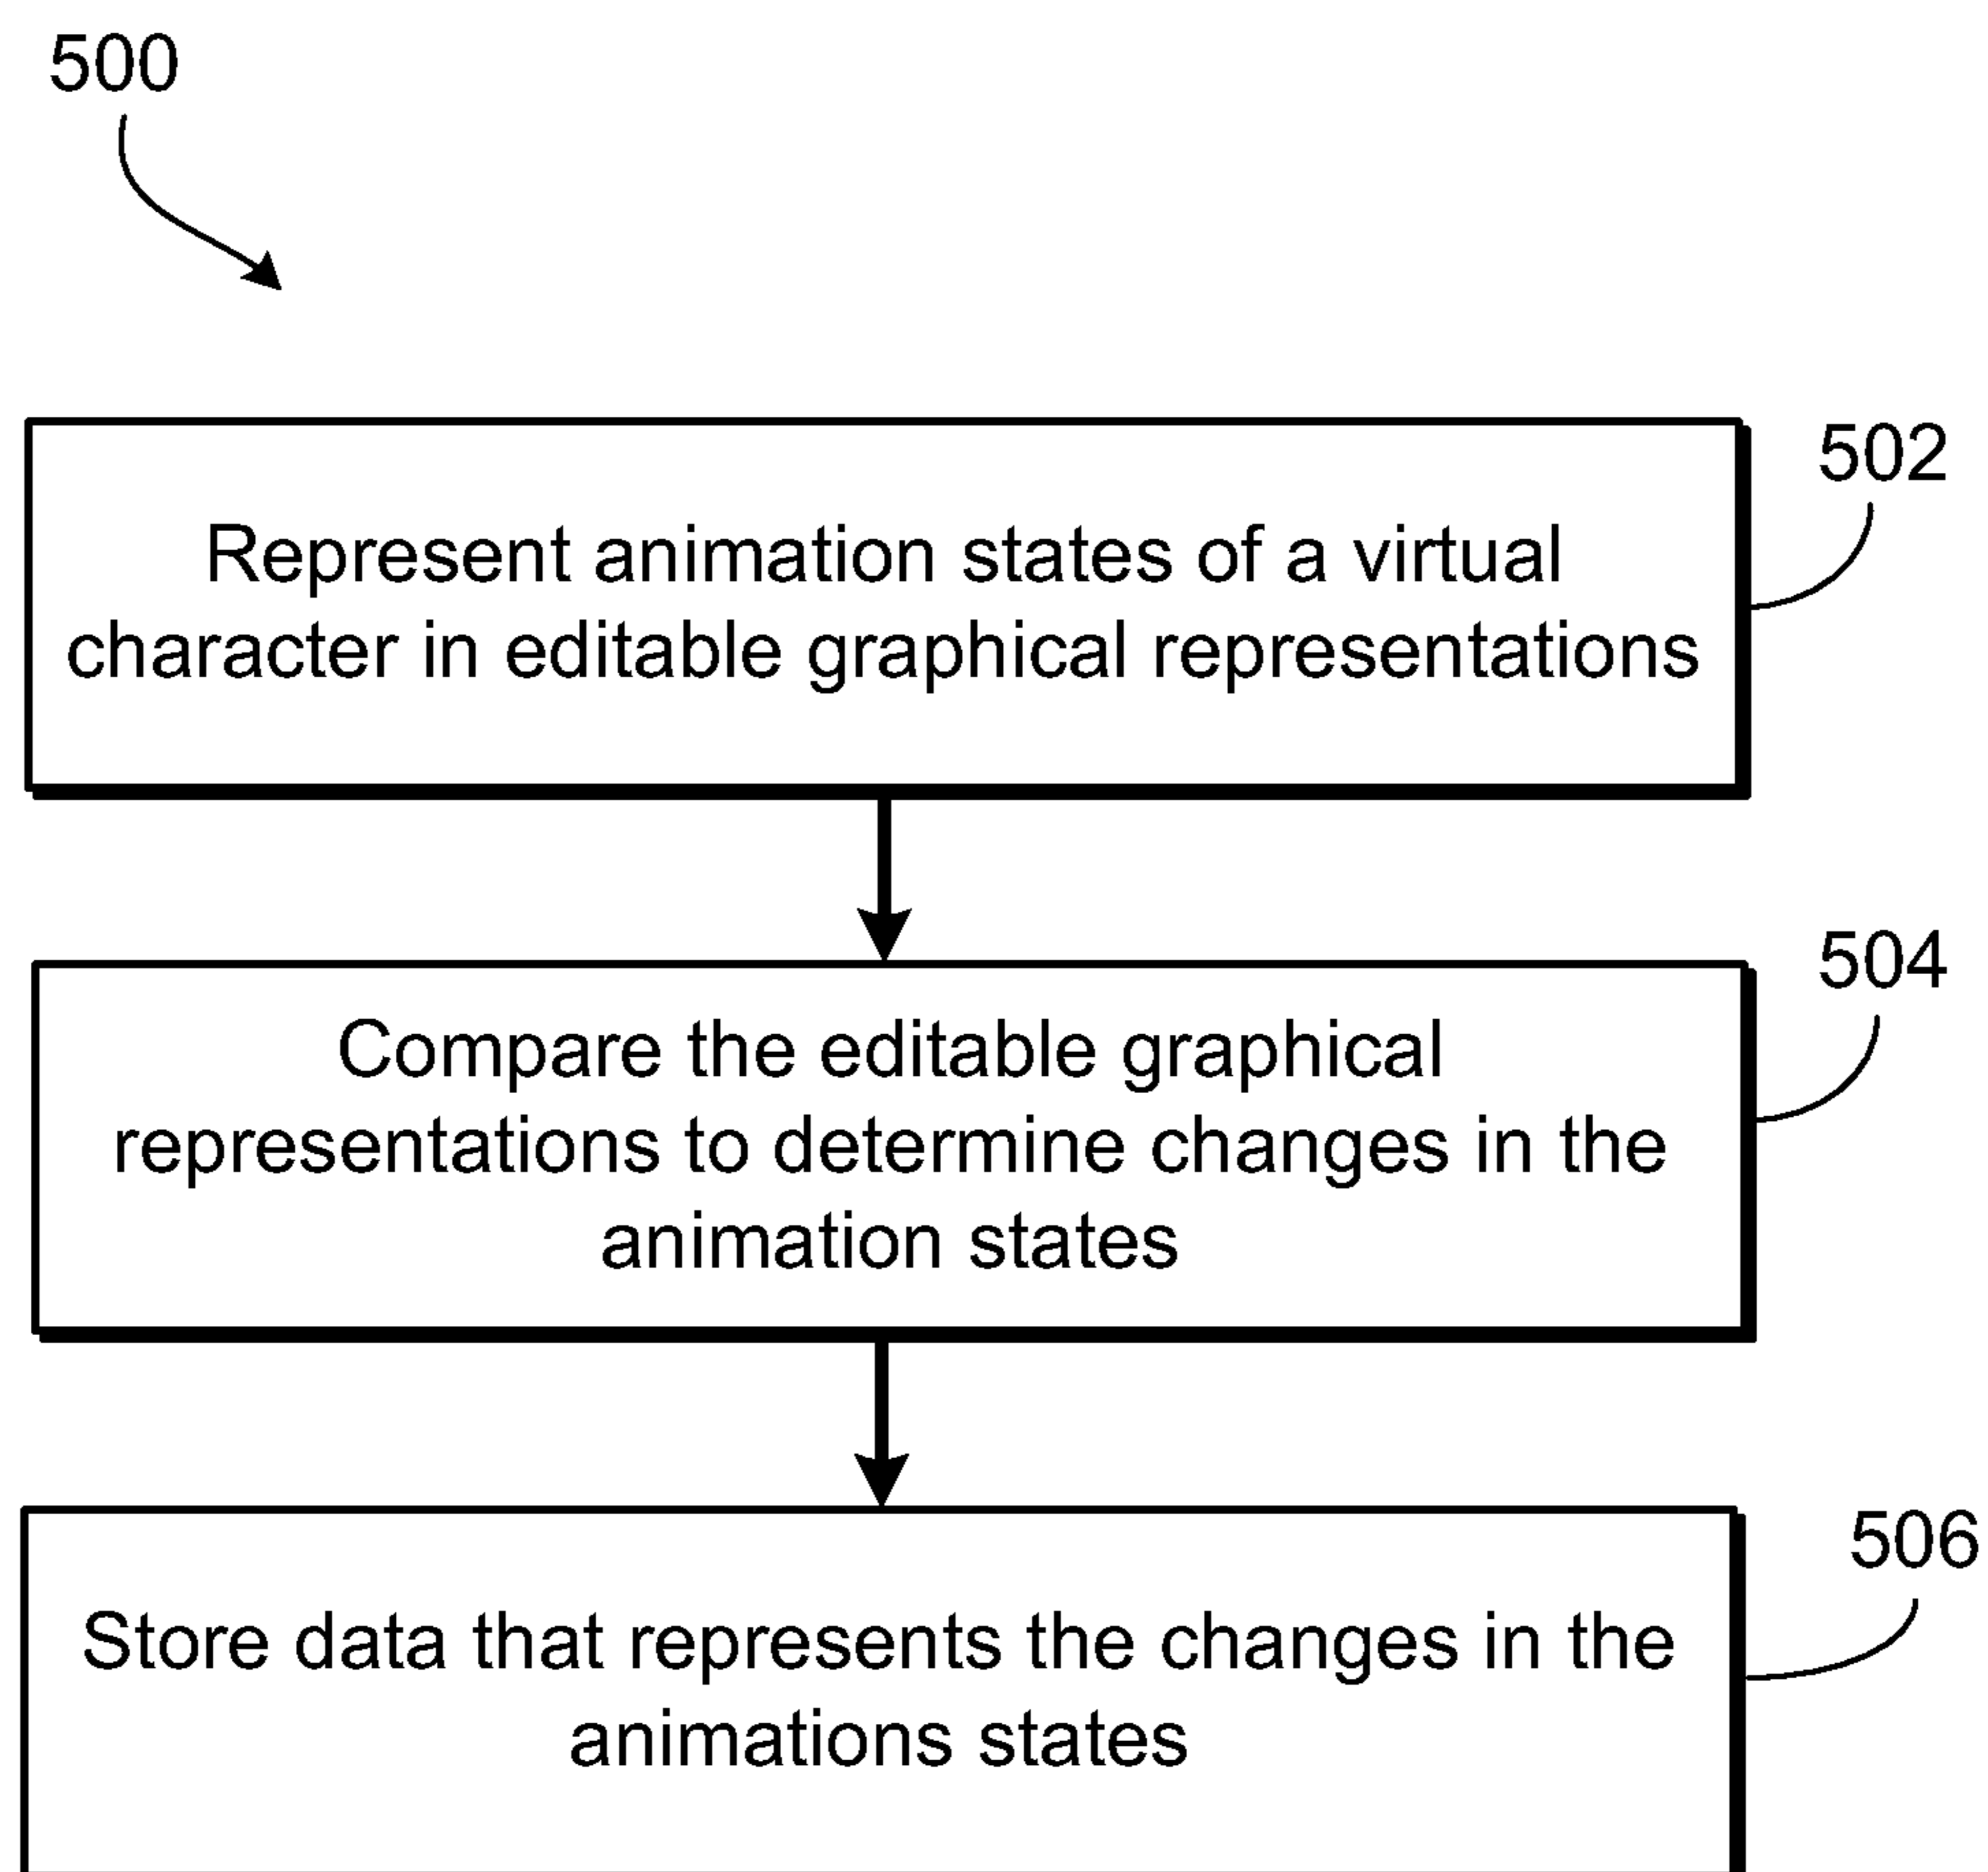 500
502
Represent animation states of a virtual
character in editable graphical representations
504
Compare the editable graphical
representations to determine changes in the
animation states
506
Store data that represents the changes in the
animations states